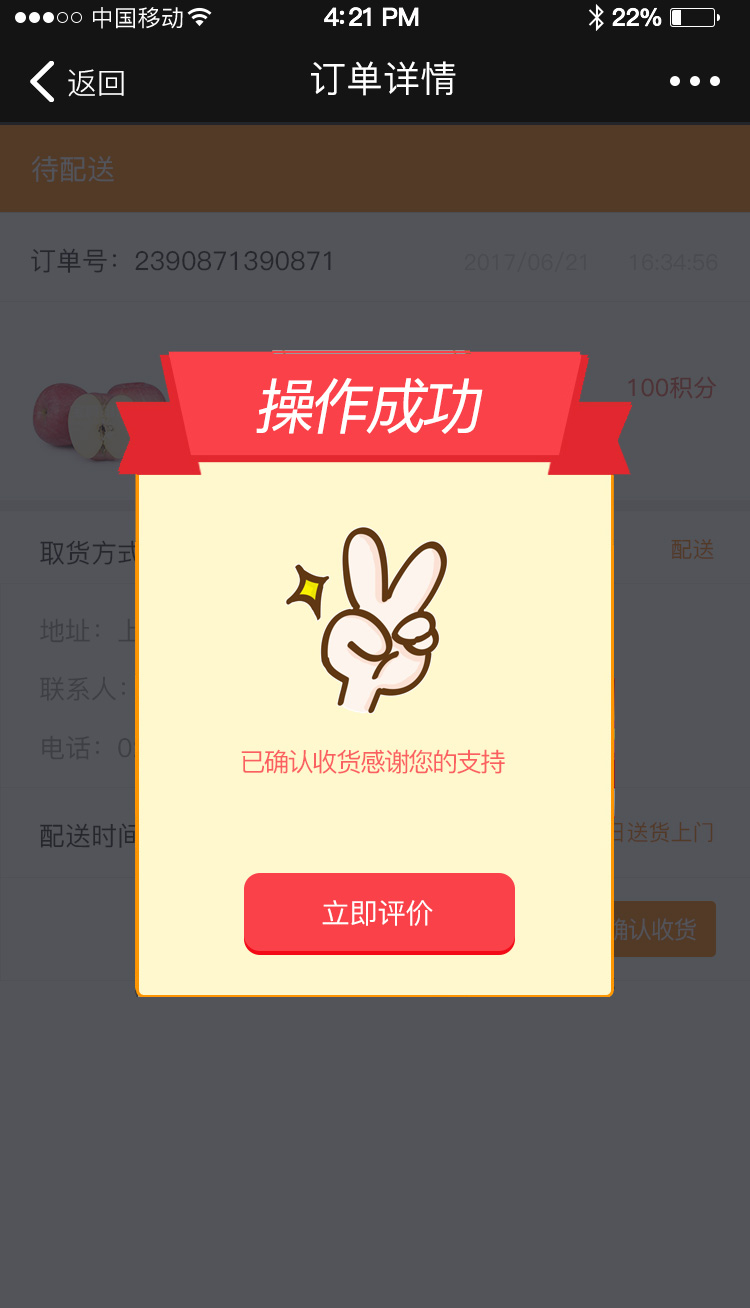 中国移动 4:21 PM 22%
返回 订单详情
待配送
订单号：2390871390871 2017/06/21 16:34:56
操作成功
100积分
取货方式 配送
地址：上
联系人：
电话：0
已确认收货感谢您的支持
配送时间 日送货上门
立即评价
确认收货